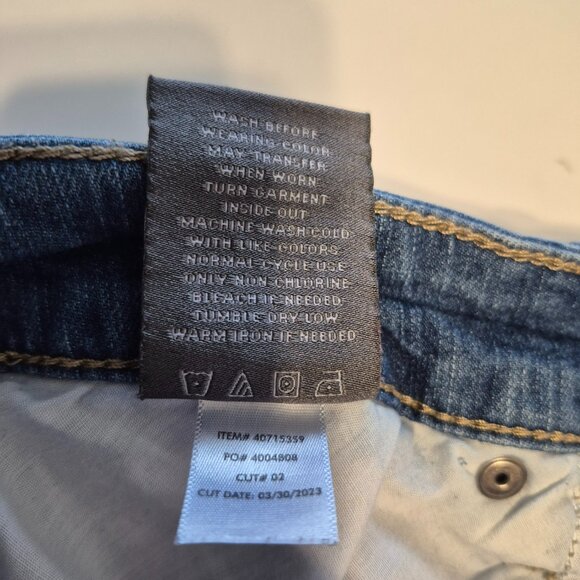 WASH BEFORE
WEARING COLOR
MAY TRANSFER
WHEN WORN
TURN GARMENT
INSIDE OUT
MACHINE WASH COLD
WITH LIKE COLORS
NORMAL CYCLE USE
ONLY NON CHLORINE
BLEACH IF NEEDED
TUMBLE DRY LOW
WARM IRON IF NEEDED
ITEM# 40715359
PO# 4004808
CUT# 02
CUT DATE: 03/30/2023